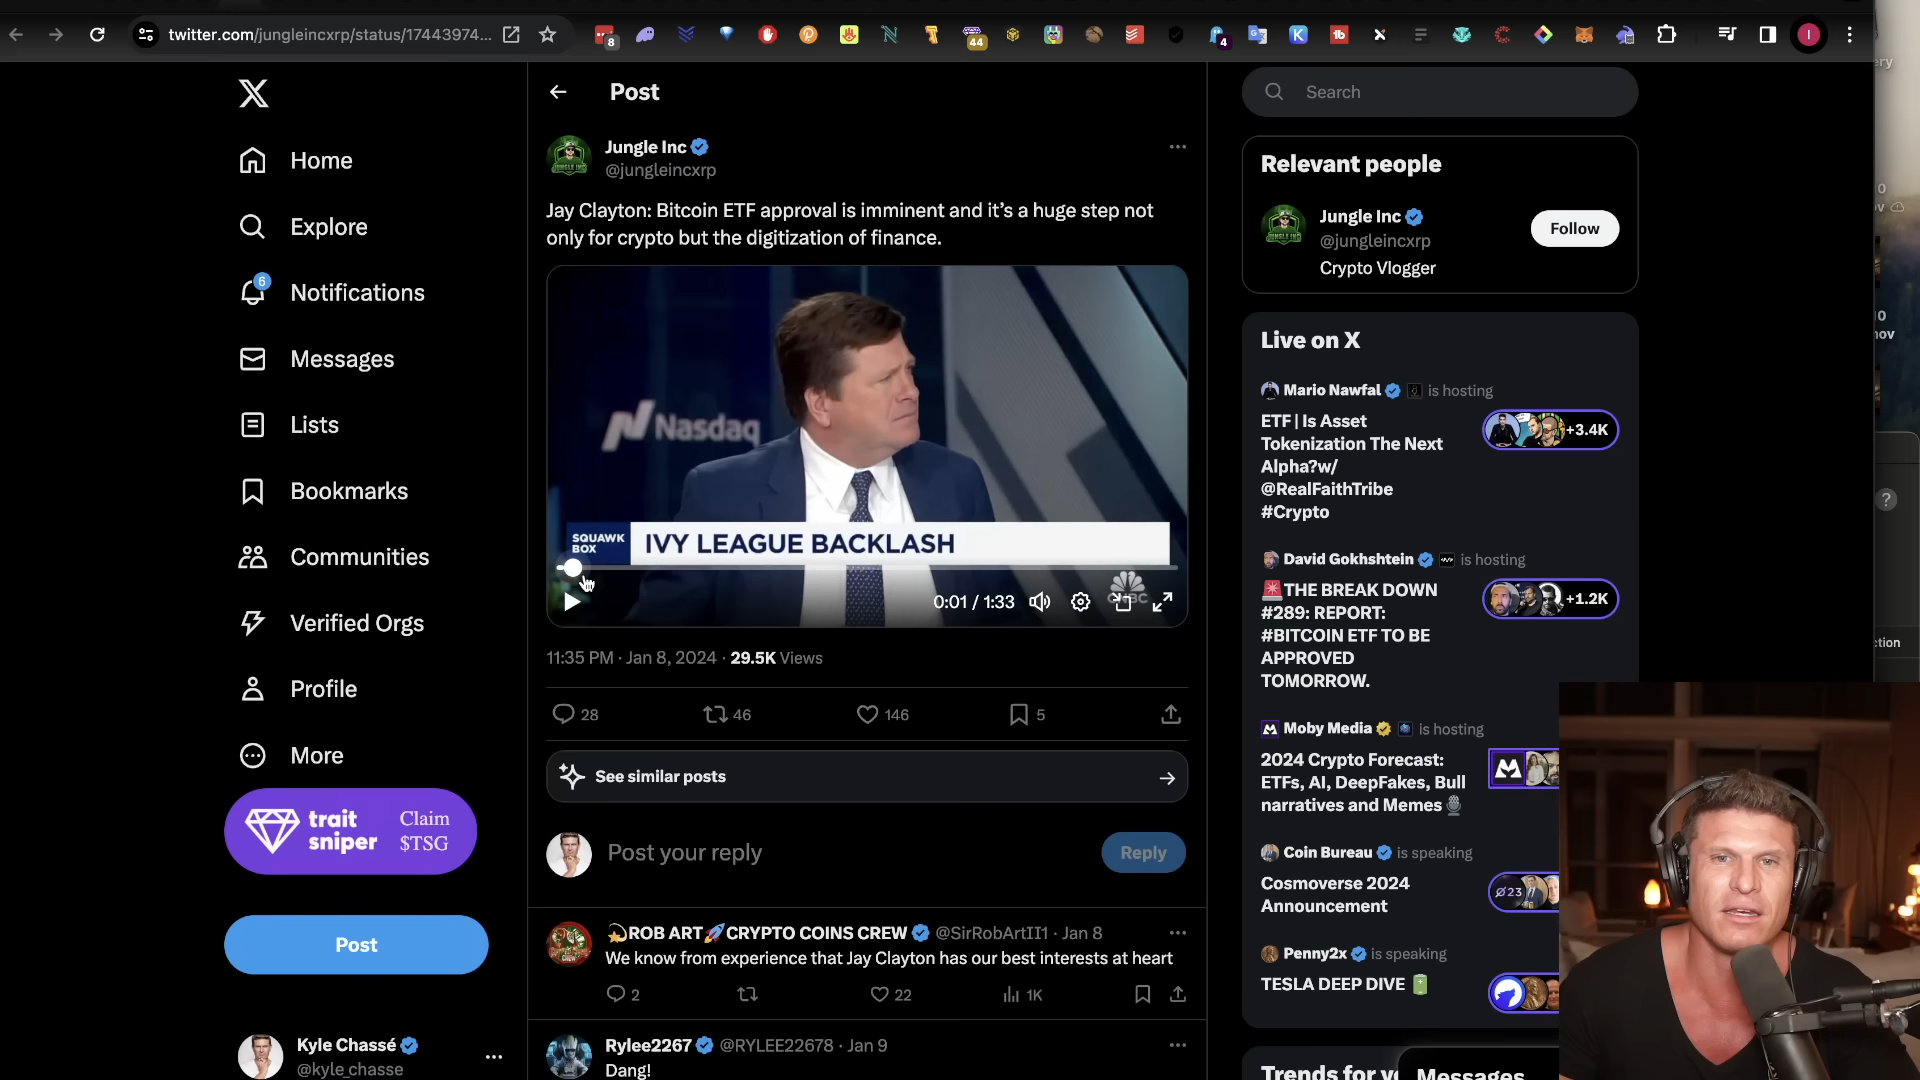 twitter.com/jungleincxrp/status/17443974...
8
44
4
Post
Search
Home
Explore
6
Notifications
Messages
Lists
Bookmarks
Communities
Verified Orgs
Profile
More
trait
sniper
Claim
$TSG
Post
Kyle Chassé
@kyle_chasse
Jungle Inc
@jungleincxrp
Jay Clayton: Bitcoin ETF approval is imminent and it’s a huge step not
only for crypto but the digitization of finance.
Nasdaq
SQUAWK
BOX
IVY LEAGUE BACKLASH
0:01 / 1:33
11:35 PM · Jan 8, 2024 · 29.5K Views
28
46
146
5
See similar posts
Post your reply
Reply
ROB ART🚀CRYPTO COINS CREW @SirRobArtII1 · Jan 8
We know from experience that Jay Clayton has our best interests at heart
2
22
1K
Rylee2267 @RYLEE22678 · Jan 9
Dang!
Relevant people
Jungle Inc
@jungleincxrp
Follow
Crypto Vlogger
Live on X
Mario Nawfal is hosting
ETF | Is Asset
Tokenization The Next
Alpha?w/
@RealFaithTribe
#Crypto
+3.4K
David Gokhshtein is hosting
🚨THE BREAK DOWN
#289: REPORT:
#BITCOIN ETF TO BE
APPROVED
TOMORROW.
+1.2K
Moby Media is hosting
2024 Crypto Forecast:
ETFs, AI, DeepFakes, Bull
narratives and Memes🎙
Coin Bureau is speaking
Cosmoverse 2024
Announcement
Penny2x is speaking
TESLA DEEP DIVE 🔋
Messages